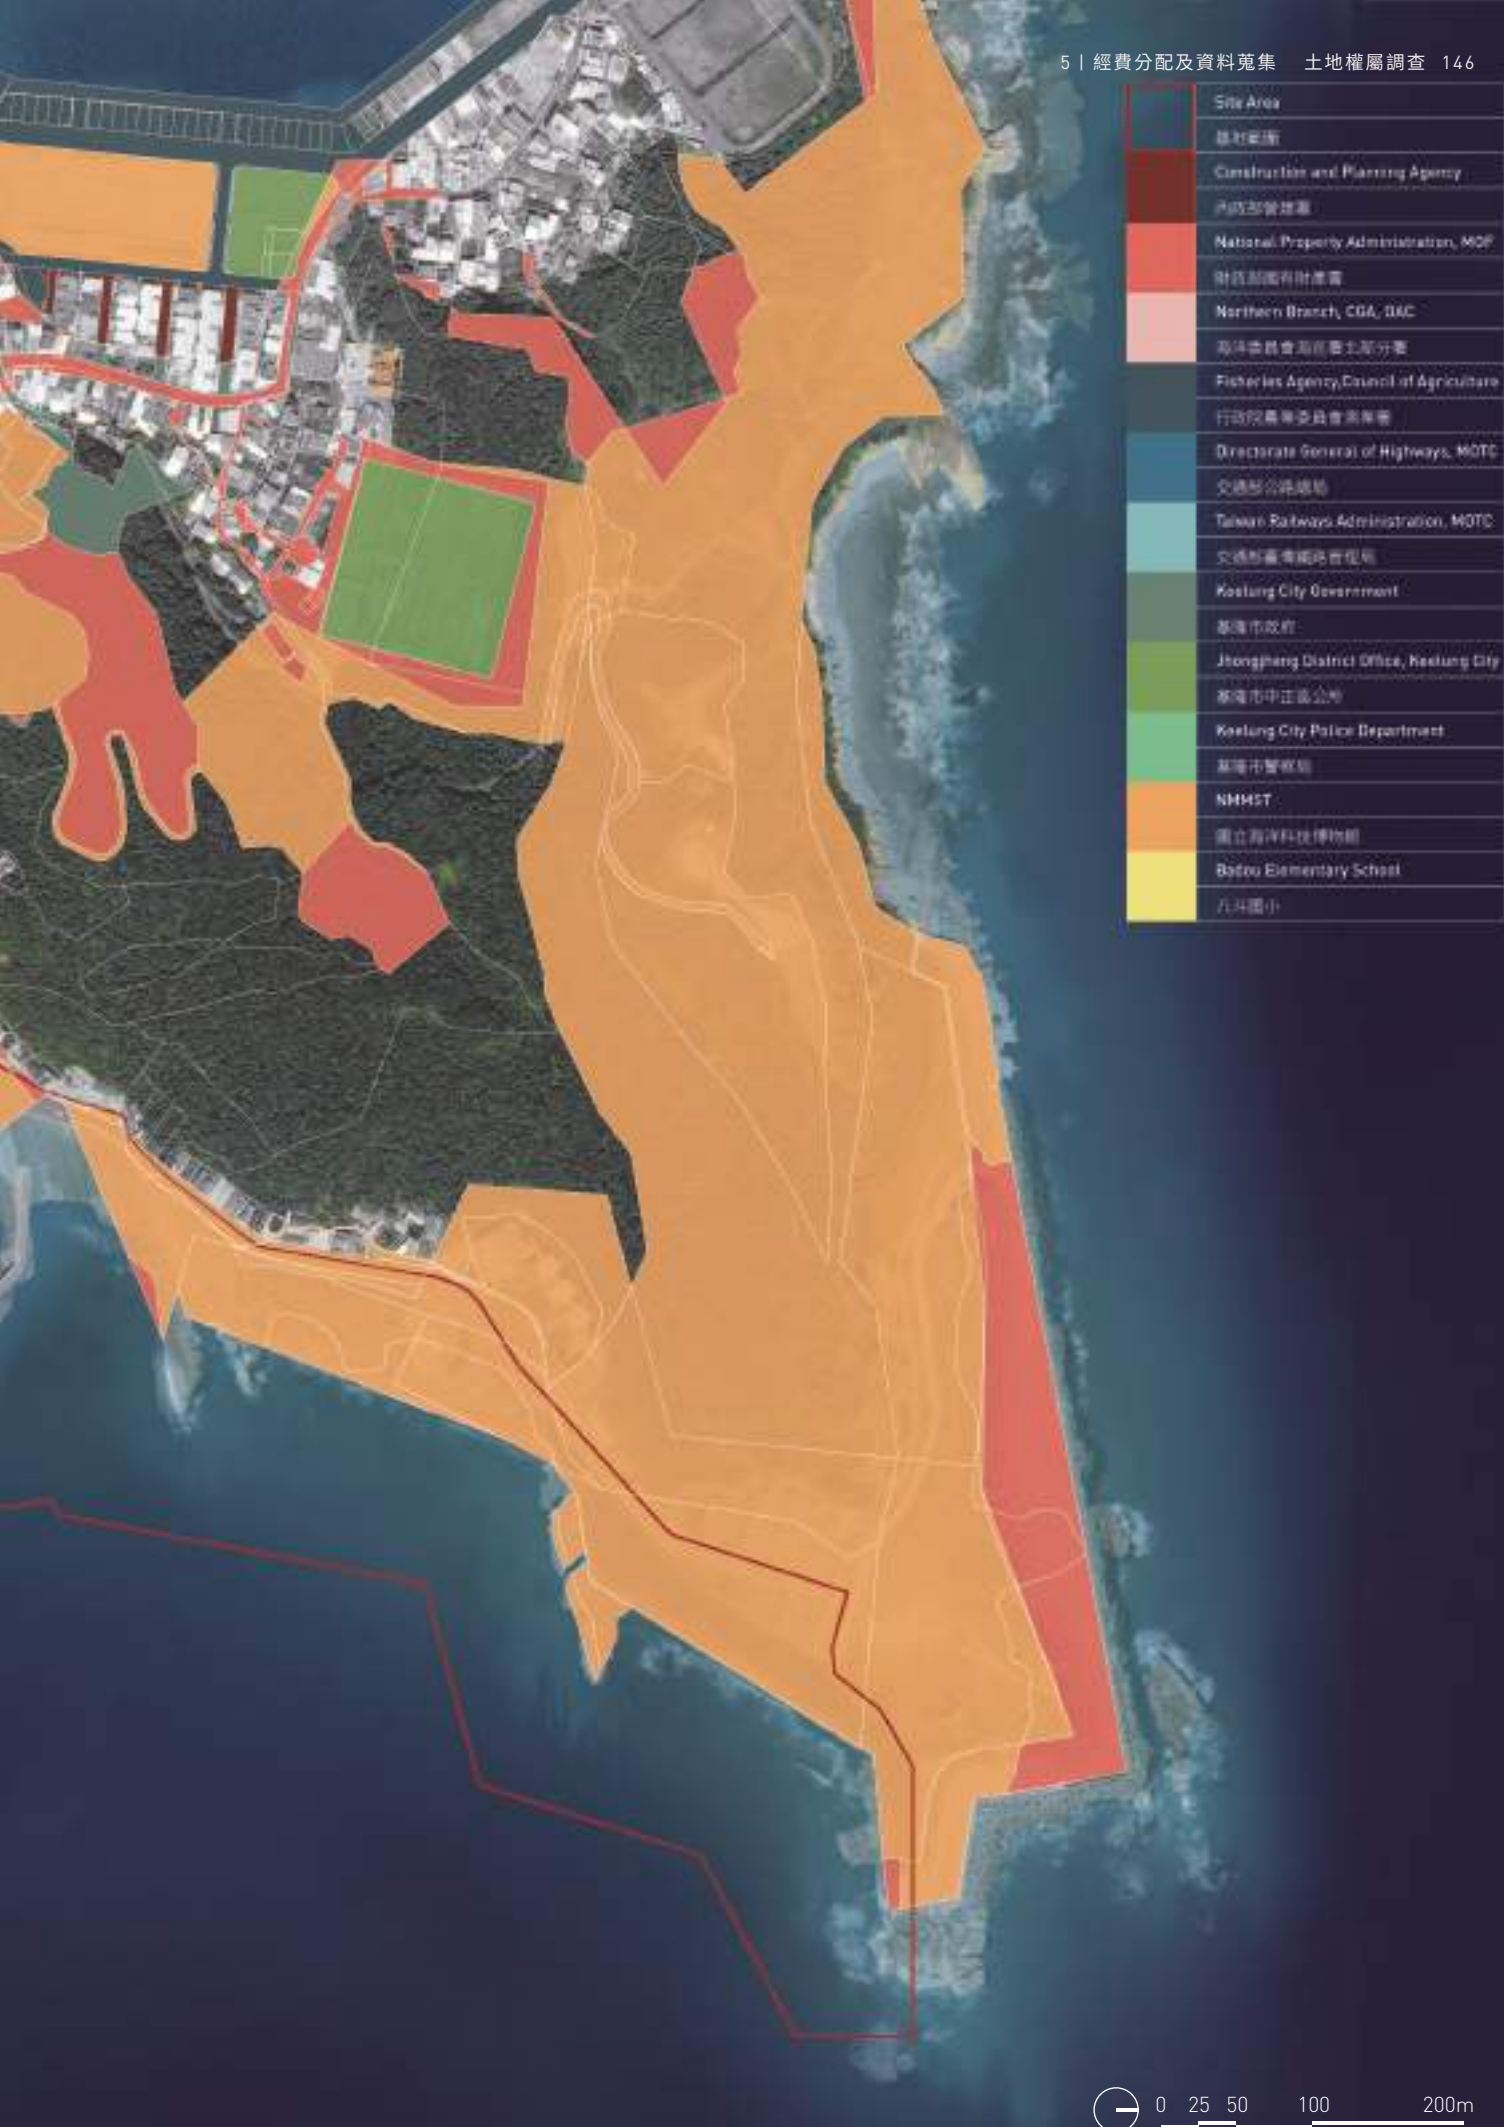 5 | 經費分配及資料蒐集 土地權屬調查 146
Site Area
基地範圍
Construction and Planning Agency
內政部營建署
National Property Administration, MOF
財政部國有財產署
Northern Branch, CGA, OAC
海洋委員會海巡署北部分署
Fisheries Agency,Council of Agriculture
行政院農業委員會漁業署
Directorate General of Highways, MOTC
交通部公路總局
Taiwan Railways Administration, MOTC
交通部臺灣鐵路管理局
Keelung City Government
基隆市政府
Jhongjheng District Office, Keelung City
基隆市中正區公所
Keelung City Police Department
基隆市警察局
NMMST
國立海洋科技博物館
Badou Elementary School
八斗國小
0 25 50 100 200m